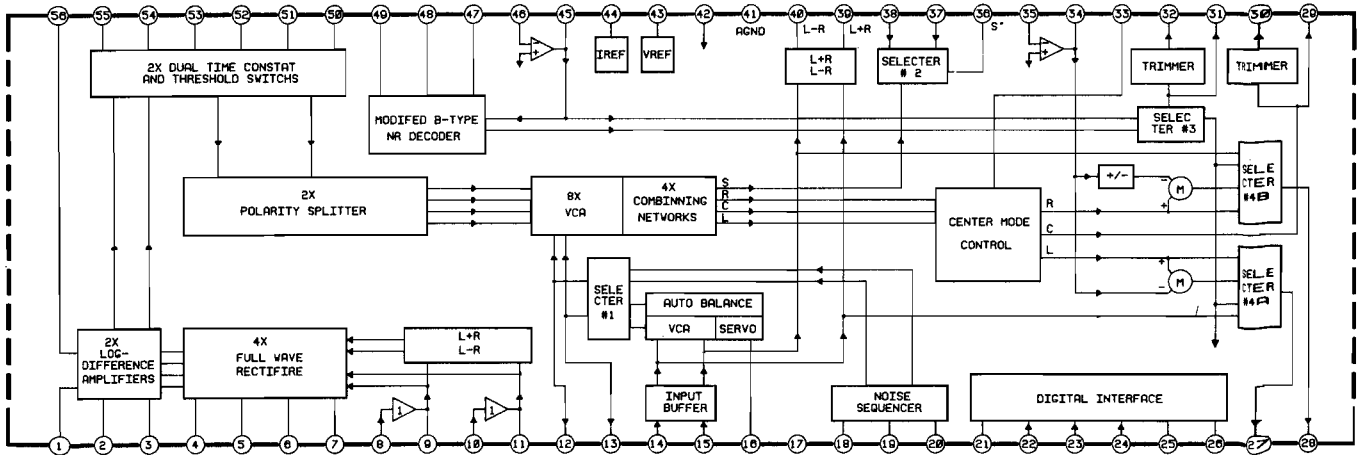 56 55 54 53 52 51 50 49 48 47 46 45 44 43 42 41 40 39 38 37 36 35 34 33 32 31 30 29
AGND
L-R
L+R
S'
2X DUAL TIME CONSTAT
AND THRESHOLD SWITCHS
IREF
VREF
L+R
L-R
SELECTER
# 2
TRIMMER
TRIMIMER
MODIFED B-TYPE
NR DECODER
SELEC
TER #3
2X
POLARITY SPLITTER
8X
VCA
4X
COMBINNING
NETWORKS
S
R
C
L
CENTER MODE
CONTROL
R
C
L
+/-
-
M
+
SELE
CTER
#4B
+
M
-
SELE
CTER
#4A
SELE
CTER
#1
AUTO BALANCE
VCA
SERVO
2X
LOG-
DIFFERENCE
AMPLIFIERS
4X
FULL WAVE
RECTIFIRE
L+R
L-R
1
1
INPUT
BUFFER
NOISE
SEQUENCER
DIGITAL INTERFACE
1 2 3 4 5 6 7 8 9 10 11 12 13 14 15 16 17 18 19 20 21 22 23 24 25 26 27 28